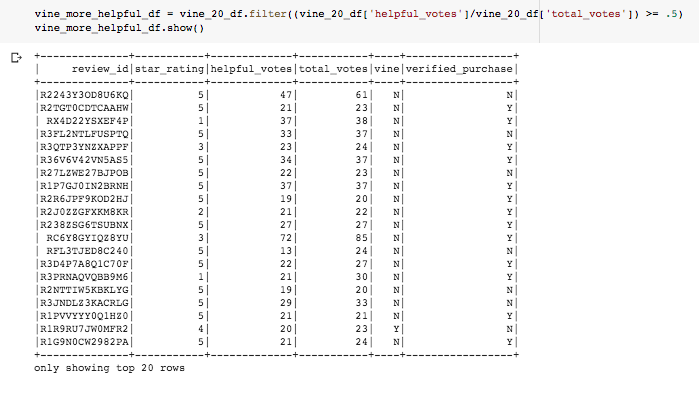 vine_more_helpful_df = vine_20_df.filter((vine_20_df['helpful_votes']/vine_20_df['total_votes']) >= .5)
vine_more_helpful_df.show()
+--------------+-----------+-------------+-----------+----+-----------------+
|     review_id|star_rating|helpful_votes|total_votes|vine|verified_purchase|
+--------------+-----------+-------------+-----------+----+-----------------+
|R2243Y3OD8U6KQ|          5|           47|         61|   N|                N|
|R2TGT0CDTCAAHW|          5|           21|         23|   N|                Y|
| RX4D22YSXEF4P|          1|           37|         38|   N|                Y|
|R3FL2NTLFUSPTQ|          5|           33|         37|   N|                N|
|R3QTP3YNZXAPPF|          3|           23|         24|   N|                Y|
|R36V6V42VN5AS5|          5|           34|         37|   N|                Y|
|R27LZWE27BJPOB|          5|           22|         23|   N|                N|
|R1P7GJ0IN2BRNH|          5|           37|         37|   N|                Y|
|R2R6JPF9KOD2HJ|          5|           19|         20|   N|                Y|
|R2J0ZZGFXKM8KR|          2|           21|         22|   N|                Y|
|R238ZSG6TSUBNX|          5|           27|         27|   N|                Y|
| RC6Y8GYIQZ8YU|          3|           72|         85|   N|                Y|
| RFL3TJED8C240|          5|           13|         24|   N|                N|
|R3D4P7A8Q1C70F|          5|           22|         27|   N|                Y|
|R3PRNAQVQBB9M6|          1|           21|         30|   N|                Y|
|R2NTTIW5KBKLYG|          5|           19|         20|   N|                N|
|R3JNDLZ3KACRLG|          5|           29|         33|   N|                N|
|R1PVVYYY0Q1HZ0|          5|           21|         21|   N|                Y|
|R1R9RU7JW0MFR2|          4|           20|         23|   Y|                N|
|R1G9N0CW2982PA|          5|           21|         24|   N|                Y|
+--------------+-----------+-------------+-----------+----+-----------------+
only showing top 20 rows